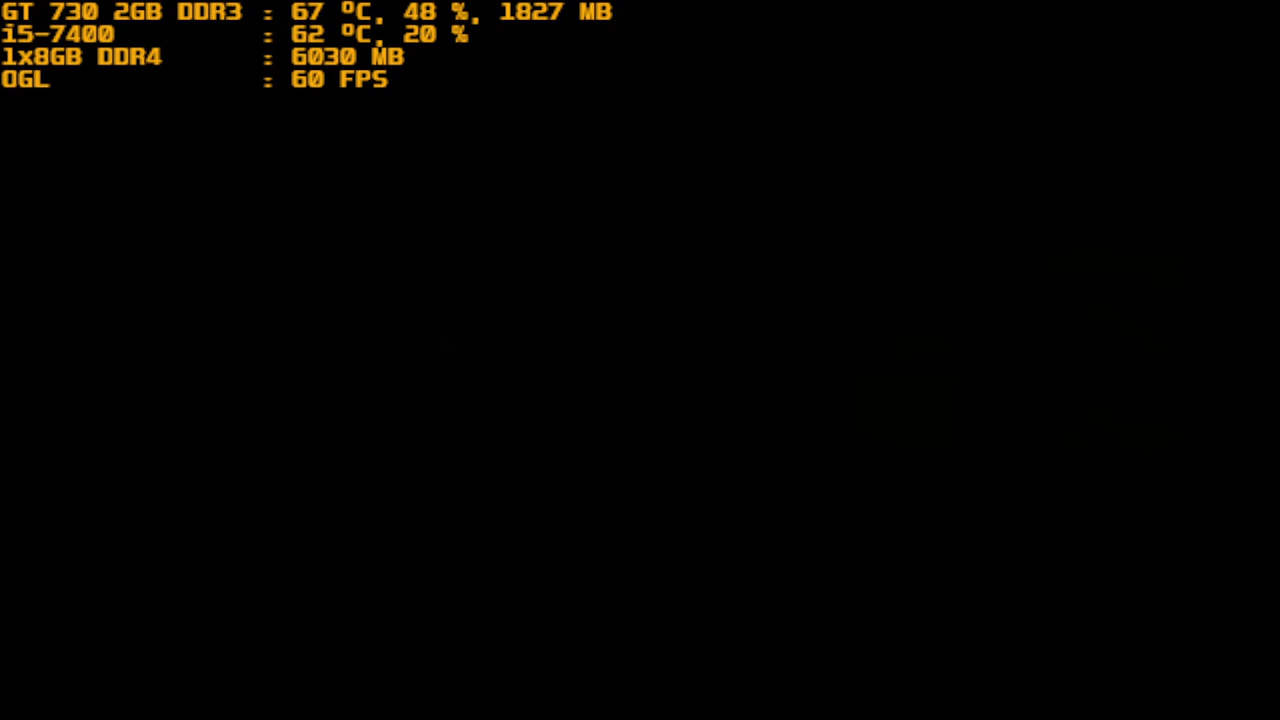 GT 730 2GB DDR3 : 67 ºC, 48 %, 1827 MB
i5-7400 : 62 ºC, 20 %
1x8GB DDR4 : 6030 MB
OGL : 60 FPS